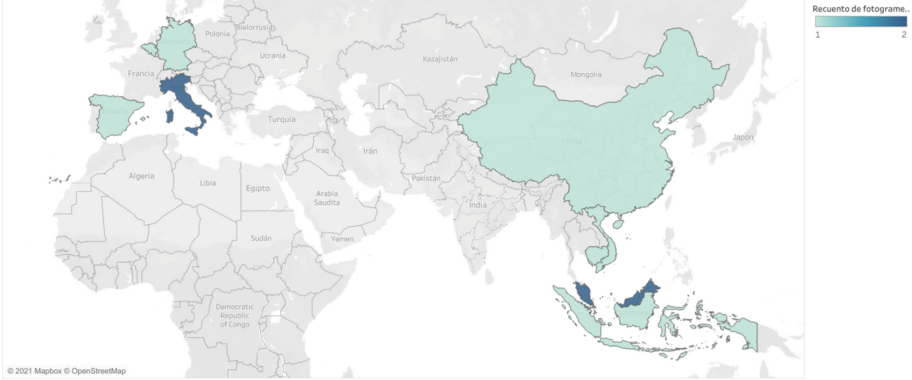 Recuento de fotograme..
1 2
Polonia
Bielorrusia
Ucrania
Francia
Kazajistán
Mongolia
Turquía
Japón
Iraq
Irán
Argelia
Libia
Egipto
Pakistán
Arabia
Saudita
India
Sudán
Yemen
Democratic
Republic
of Congo
© 2021 Mapbox © OpenStreetMap